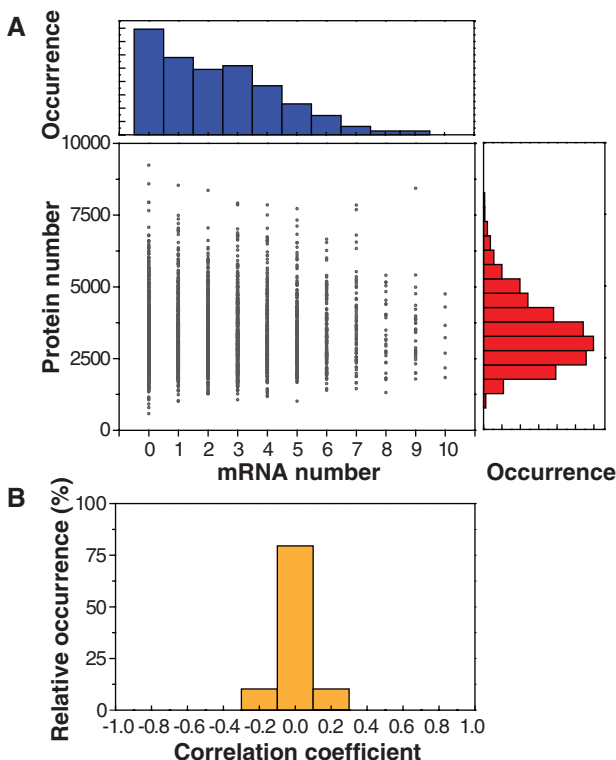 A
Occurrence
10000
7500
5000
2500
0
Protein number
0 1 2 3 4 5 6 7 8 9 10
mRNA number
Occurrence
B
Relative occurrence (%)
100
75
50
25
0
-1.0 -0.8 -0.6 -0.4 -0.2 0.0 0.2 0.4 0.6 0.8 1.0
Correlation coefficient